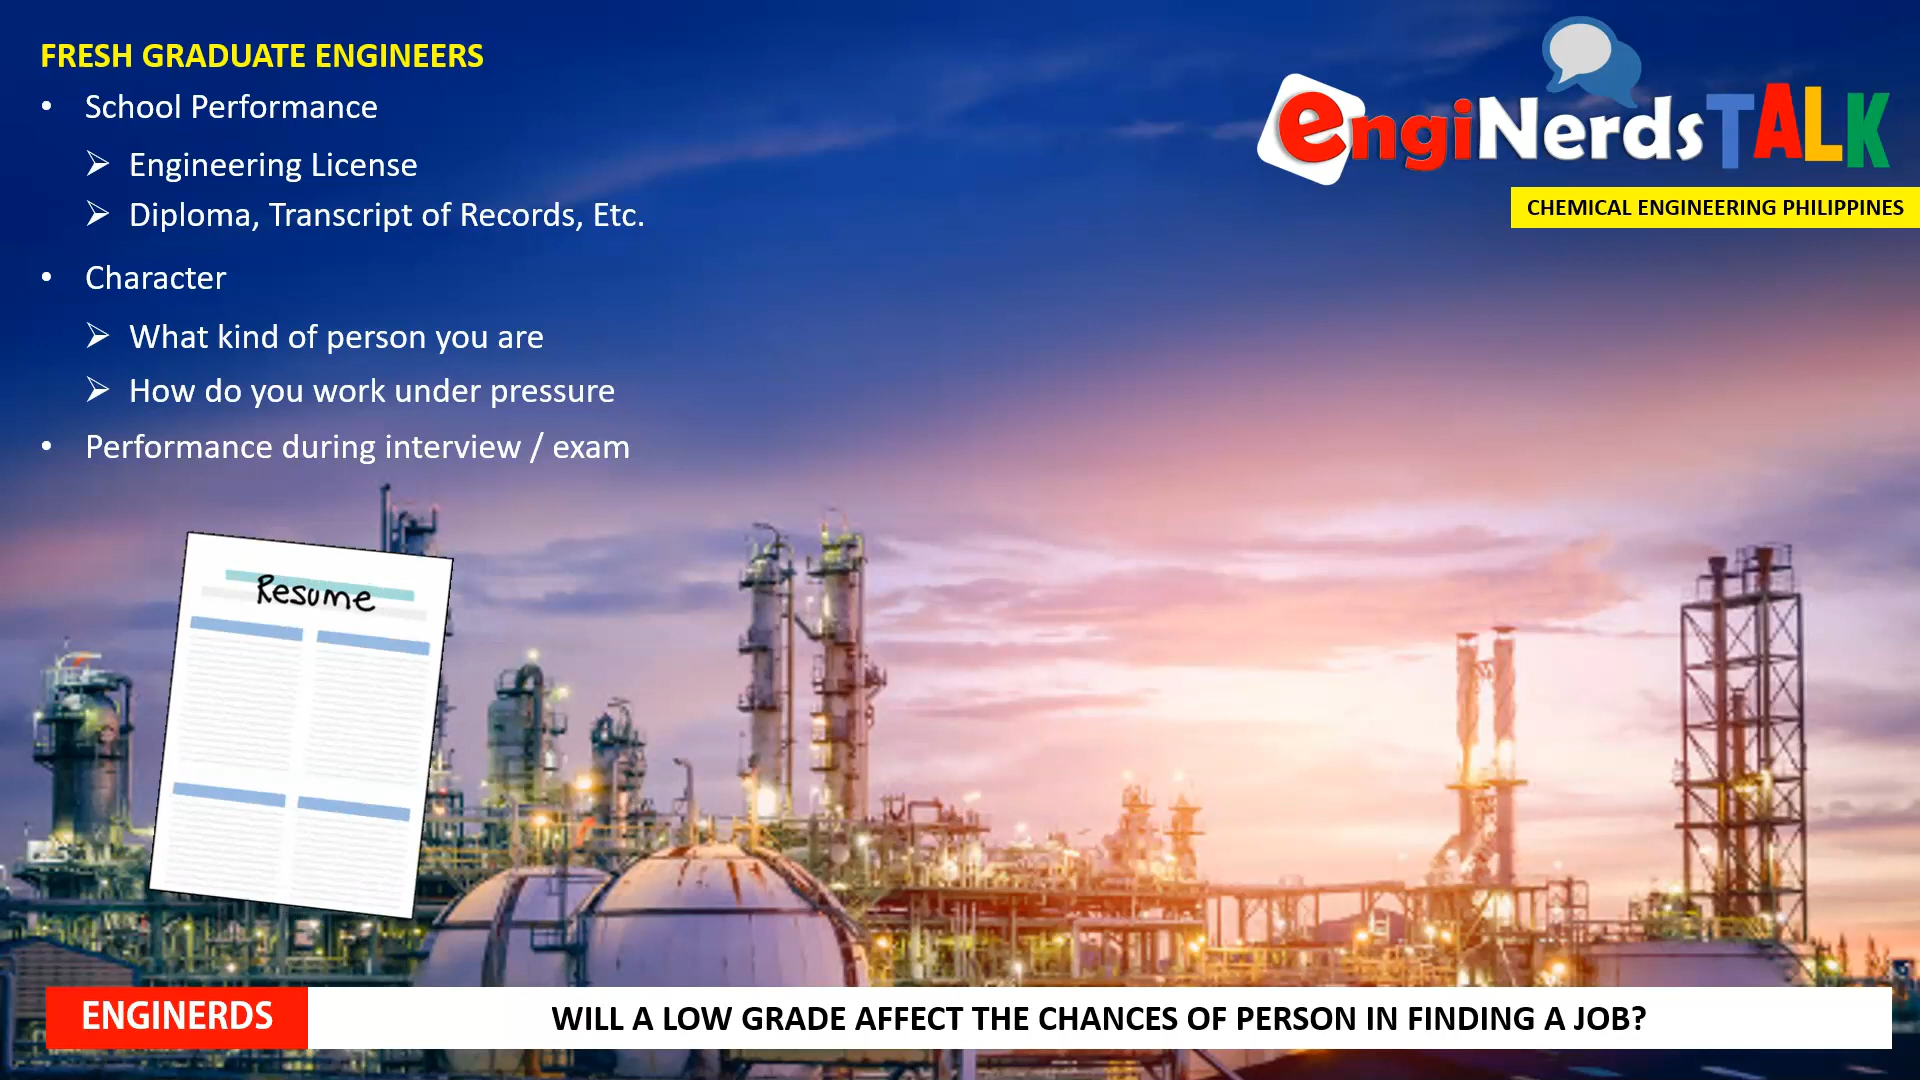 FRESH GRADUATE ENGINEERS
• School Performance
➢ Engineering License
➢ Diploma, Transcript of Records, Etc.
• Character
➢ What kind of person you are
➢ How do you work under pressure
• Performance during interview / exam
engiNerdsTALK
CHEMICAL ENGINEERING PHILIPPINES
Resume
ENGINERDS
WILL A LOW GRADE AFFECT THE CHANCES OF PERSON IN FINDING A JOB?